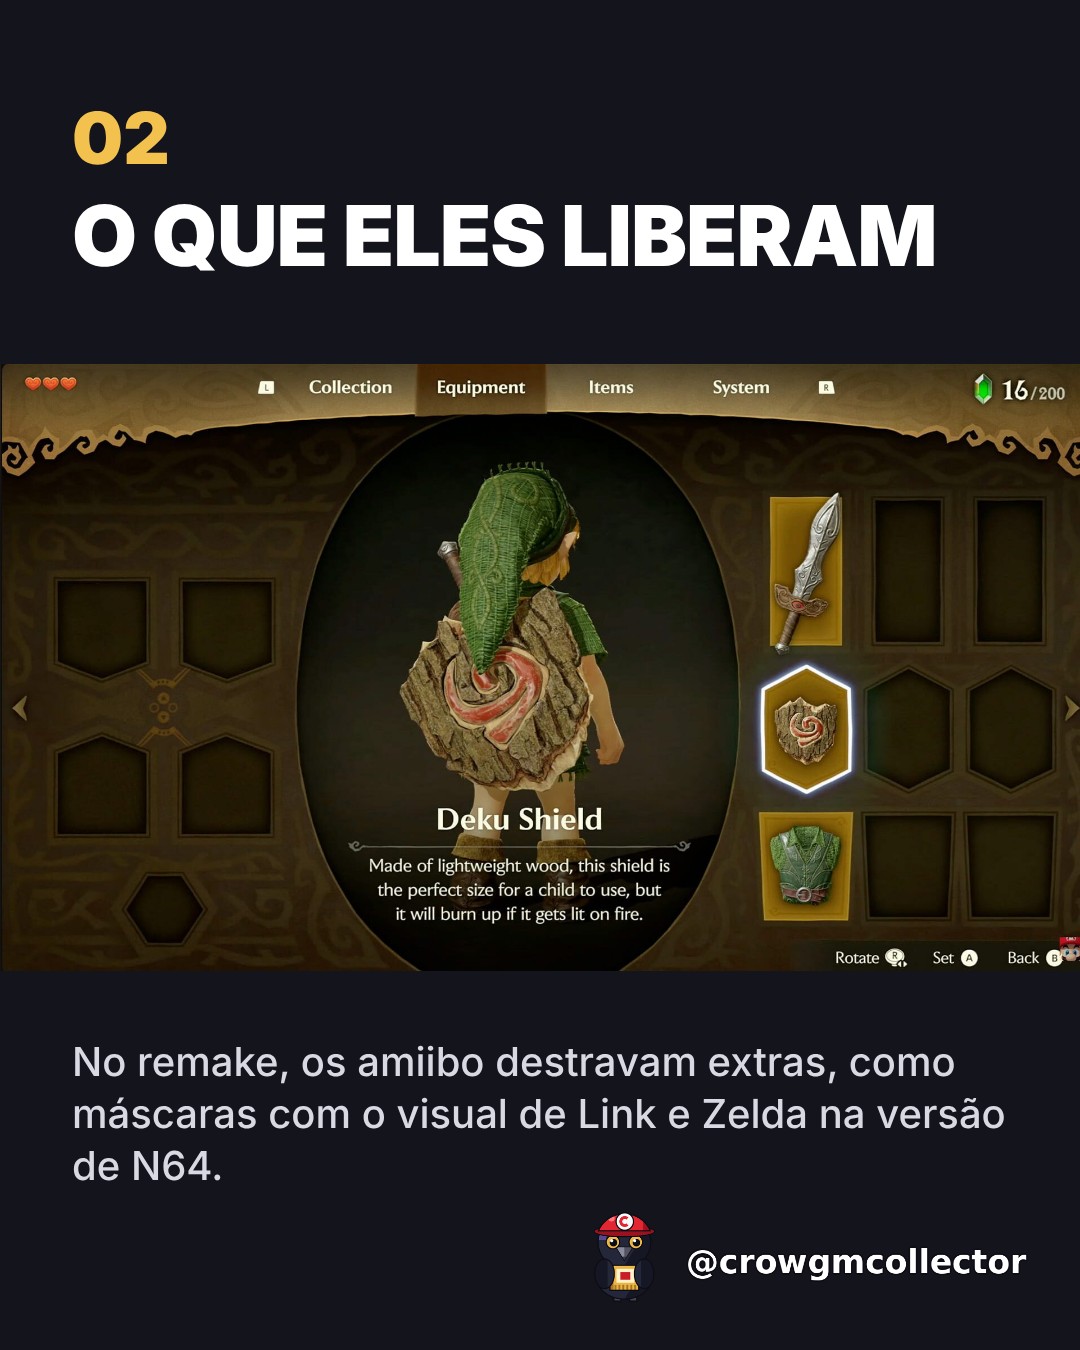 02
O QUE ELES LIBERAM
L Collection Equipment Items System R
16/200
Deku Shield
Made of lightweight wood, this shield is
the perfect size for a child to use, but
it will burn up if it gets lit on fire.
Rotate R Set A Back B
No remake, os amiibo destravam extras, como
máscaras com o visual de Link e Zelda na versão
de N64.
C
@crowgmcollector